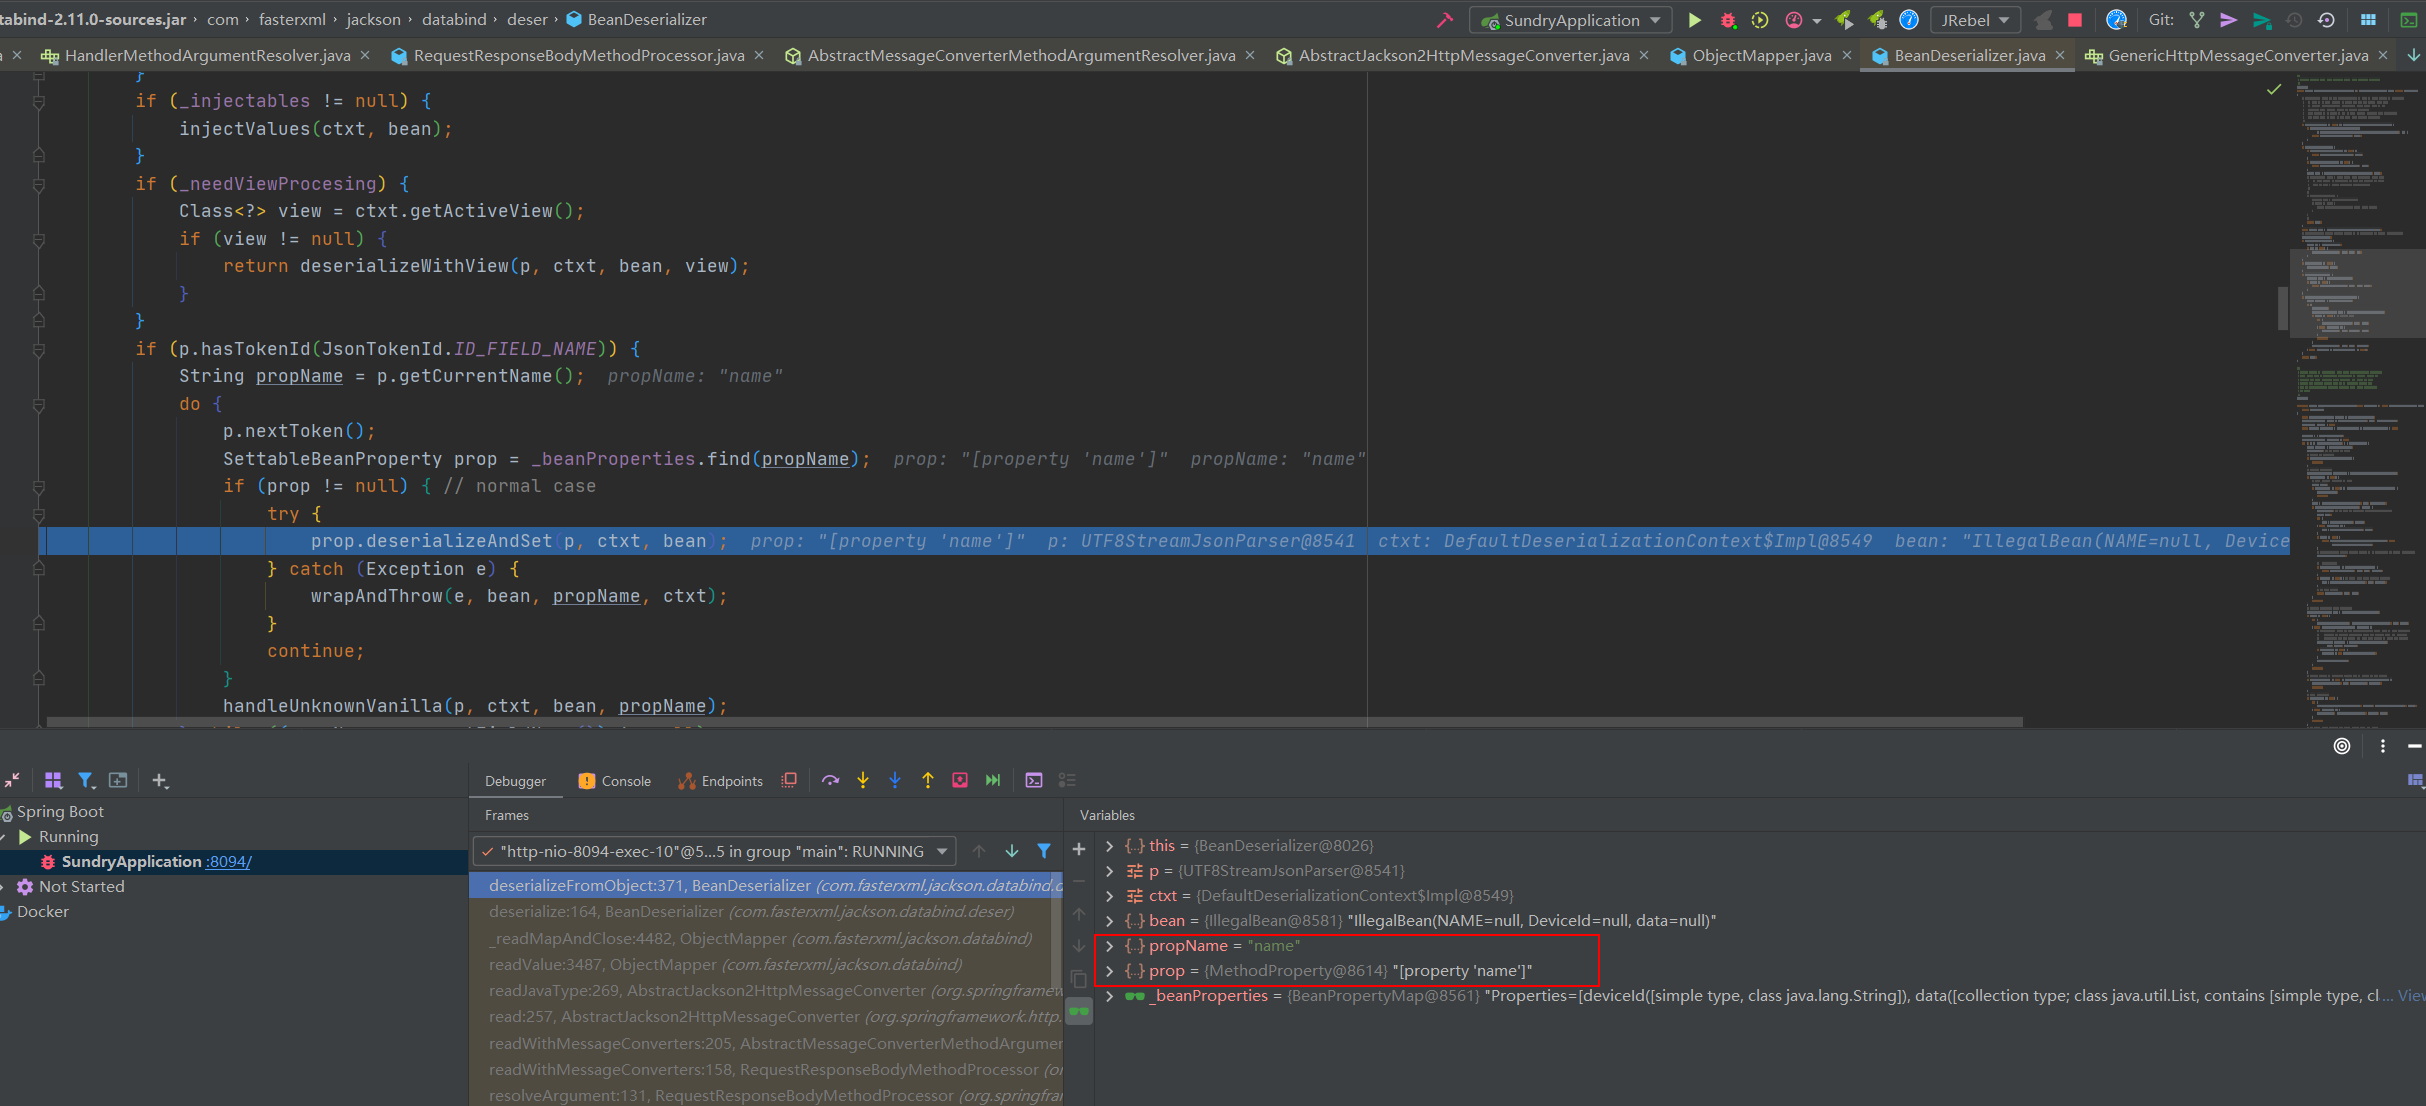 tabind-2.11.0-sources.jar › com › fasterxml › jackson › databind › deser › BeanDeserializer
SundryApplication
JRebel
Git:
a
HandlerMethodArgumentResolver.java
RequestResponseBodyMethodProcessor.java
AbstractMessageConverterMethodArgumentResolver.java
AbstractJackson2HttpMessageConverter.java
ObjectMapper.java
BeanDeserializer.java
GenericHttpMessageConverter.java
}
if (_injectables != null) {
injectValues(ctxt, bean);
}
if (_needViewProcesing) {
Class<?> view = ctxt.getActiveView();
if (view != null) {
return deserializeWithView(p, ctxt, bean, view);
}
}
if (p.hasTokenId(JsonTokenId.ID_FIELD_NAME)) {
String propName = p.getCurrentName();  propName: "name"
do {
p.nextToken();
SettableBeanProperty prop = _beanProperties.find(propName);  prop: "[property 'name']"  propName: "name"
if (prop != null) { // normal case
try {
prop.deserializeAndSet(p, ctxt, bean);  prop: "[property 'name']"  p: UTF8StreamJsonParser@8541  ctxt: DefaultDeserializationContext$Impl@8549  bean: "IllegalBean(NAME=null, Device
} catch (Exception e) {
wrapAndThrow(e, bean, propName, ctxt);
}
continue;
}
handleUnknownVanilla(p, ctxt, bean, propName);
Debugger
Console
Endpoints
Spring Boot
Running
SundryApplication :8094/
Not Started
Docker
Frames
"http-nio-8094-exec-10"@5...5 in group "main": RUNNING
deserializeFromObject:371, BeanDeserializer (com.fasterxml.jackson.databind.d
deserialize:164, BeanDeserializer (com.fasterxml.jackson.databind.deser)
_readMapAndClose:4482, ObjectMapper (com.fasterxml.jackson.databind)
readValue:3487, ObjectMapper (com.fasterxml.jackson.databind)
readJavaType:269, AbstractJackson2HttpMessageConverter (org.springframew
read:257, AbstractJackson2HttpMessageConverter (org.springframework.http.
readWithMessageConverters:205, AbstractMessageConverterMethodArgumen
readWithMessageConverters:158, RequestResponseBodyMethodProcessor (or
resolveArgument:131, RequestResponseBodyMethodProcessor (org.springfra
Variables
{...} this = {BeanDeserializer@8026}
p = {UTF8StreamJsonParser@8541}
ctxt = {DefaultDeserializationContext$Impl@8549}
{...} bean = {IllegalBean@8581} "IllegalBean(NAME=null, DeviceId=null, data=null)"
{...} propName = "name"
{...} prop = {MethodProperty@8614} "[property 'name']"
_beanProperties = {BeanPropertyMap@8561} "Properties=[deviceId([simple type, class java.lang.String]), data([collection type; class java.util.List, contains [simple type, cl... View